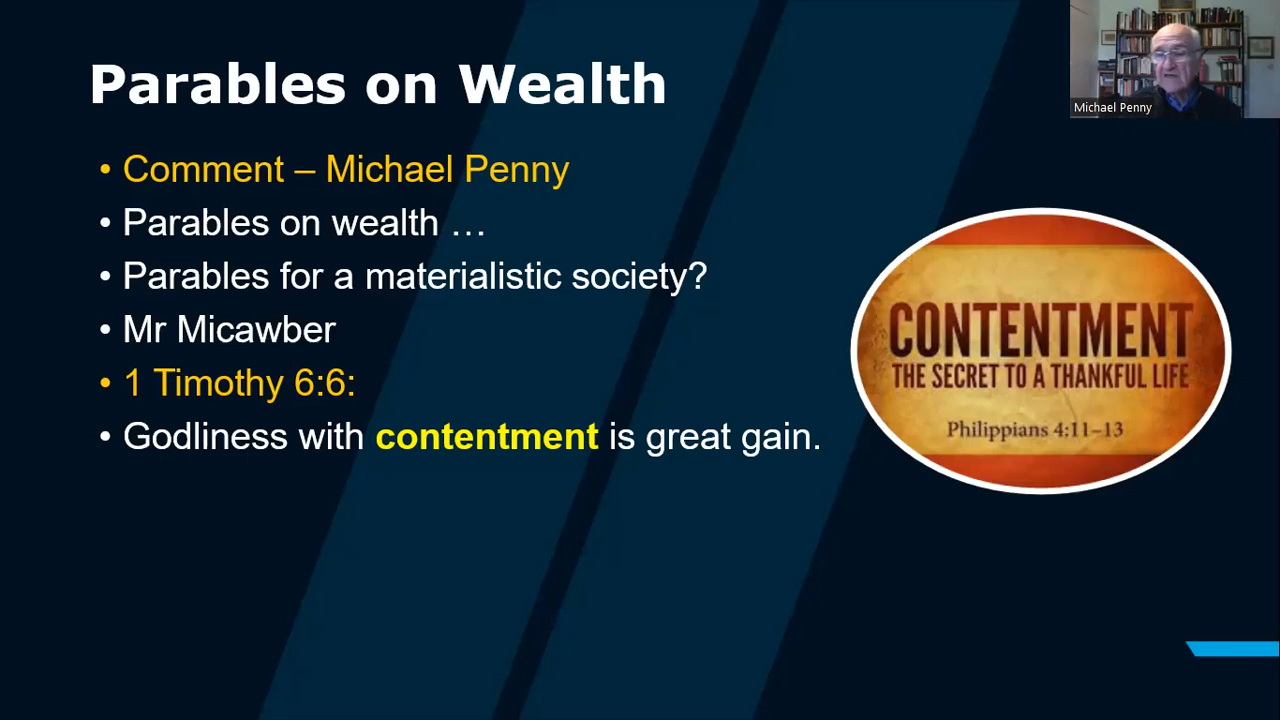 Parables on Wealth
Michael Penny
• Comment – Michael Penny
• Parables on wealth …
• Parables for a materialistic society?
• Mr Micawber
• 1 Timothy 6:6:
• Godliness with contentment is great gain.
CONTENTMENT
THE SECRET TO A THANKFUL LIFE
Philippians 4:11–13